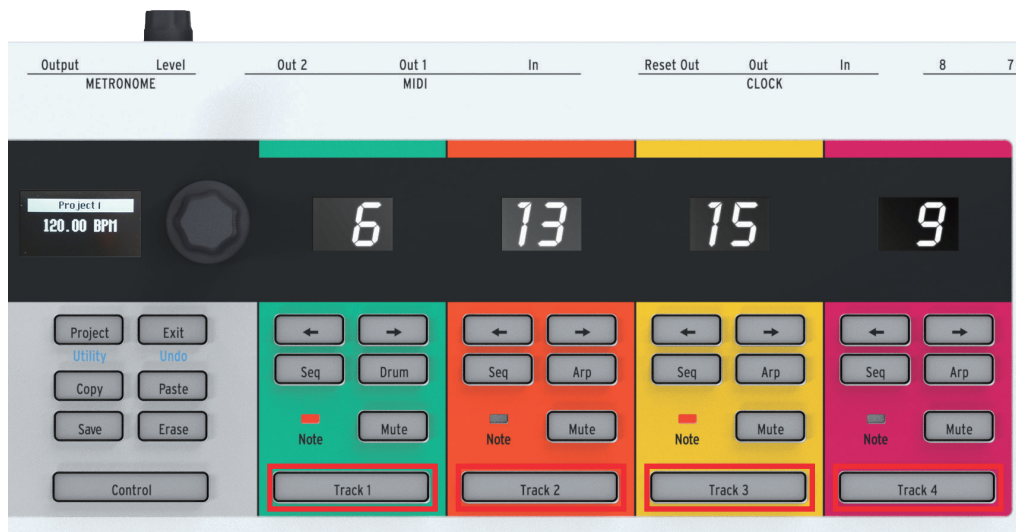 Output Level Out 2 Out 1 In Reset Out Out In 8 7
METRONOME MIDI CLOCK
Project 1
120.00 BPM
6 13 15 9
Project Exit
Utility Undo
Copy Paste
Save Erase
Control
Seq Drum
Note Mute
Track 1
Seq Arp
Note Mute
Track 2
Seq Arp
Note Mute
Track 3
Seq Arp
Note Mute
Track 4